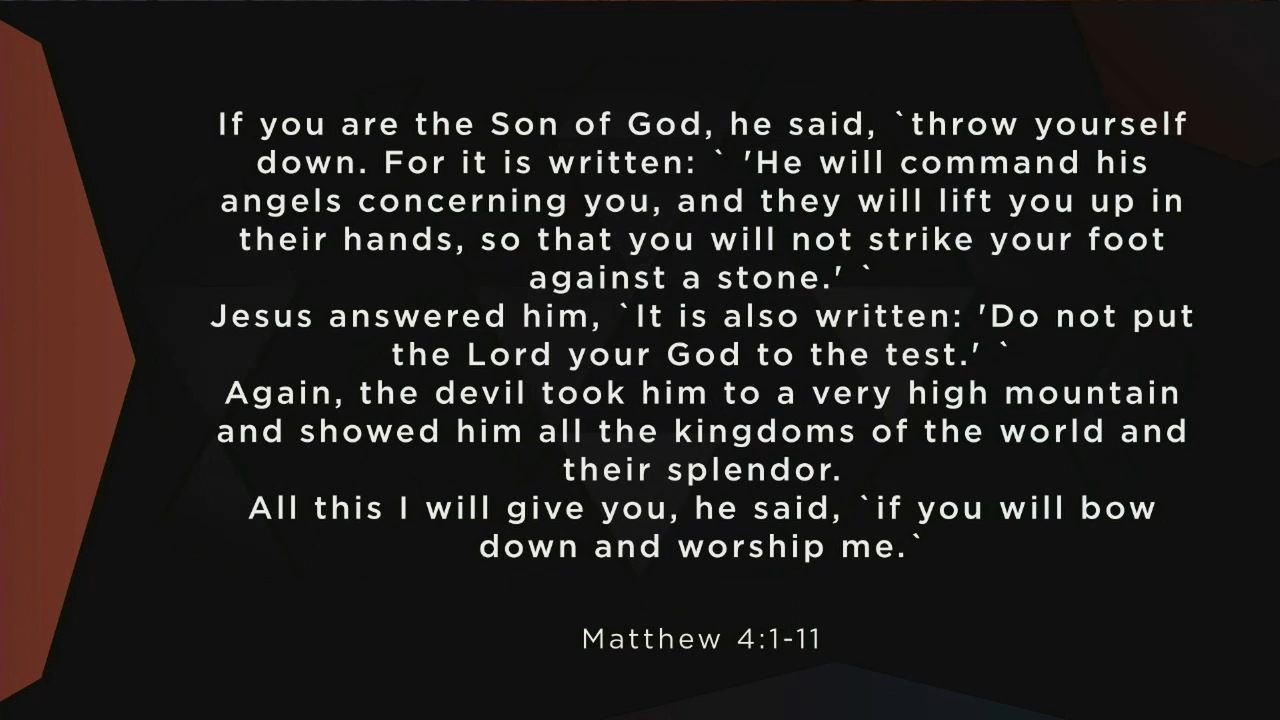 If you are the Son of God, he said, `throw yourself
down. For it is written: ` 'He will command his
angels concerning you, and they will lift you up in
their hands, so that you will not strike your foot
against a stone.' `
Jesus answered him, `It is also written: 'Do not put
the Lord your God to the test.' `
Again, the devil took him to a very high mountain
and showed him all the kingdoms of the world and
their splendor.
All this I will give you, he said, `if you will bow
down and worship me.`
Matthew 4:1-11